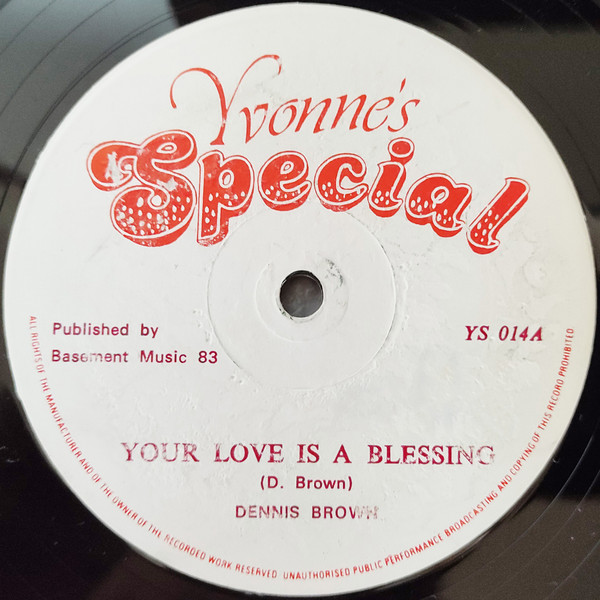 Yvonne's
Special
Published by
Basement Music 83
YS 014A
YOUR LOVE IS A BLESSING
(D. Brown)
DENNIS BROWN
ALL RIGHTS OF THE MANUFACTURER AND OF THE OWNER OF THE RECORDED WORK RESERVED UNAUTHORISED PUBLIC PERFORMANCE BROADCASTING AND COPYING OF THIS RECORD PROHIBITED